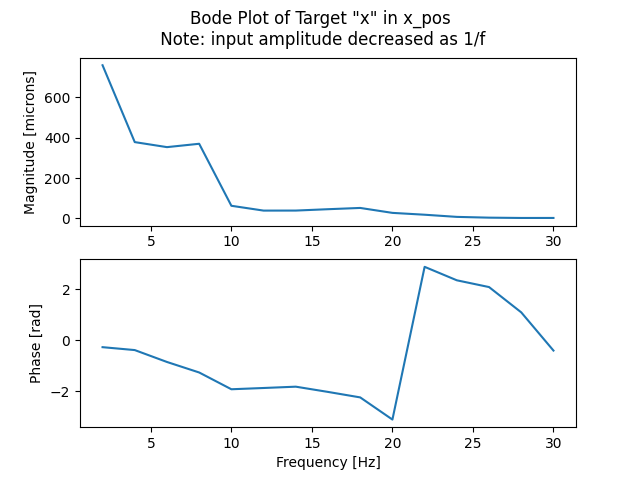 Bode Plot of Target "x" in x_pos
Note: input amplitude decreased as 1/f
Magnitude [microns]
600
400
200
0
5 10 15 20 25 30
Phase [rad]
2
0
−2
5 10 15 20 25 30
Frequency [Hz]